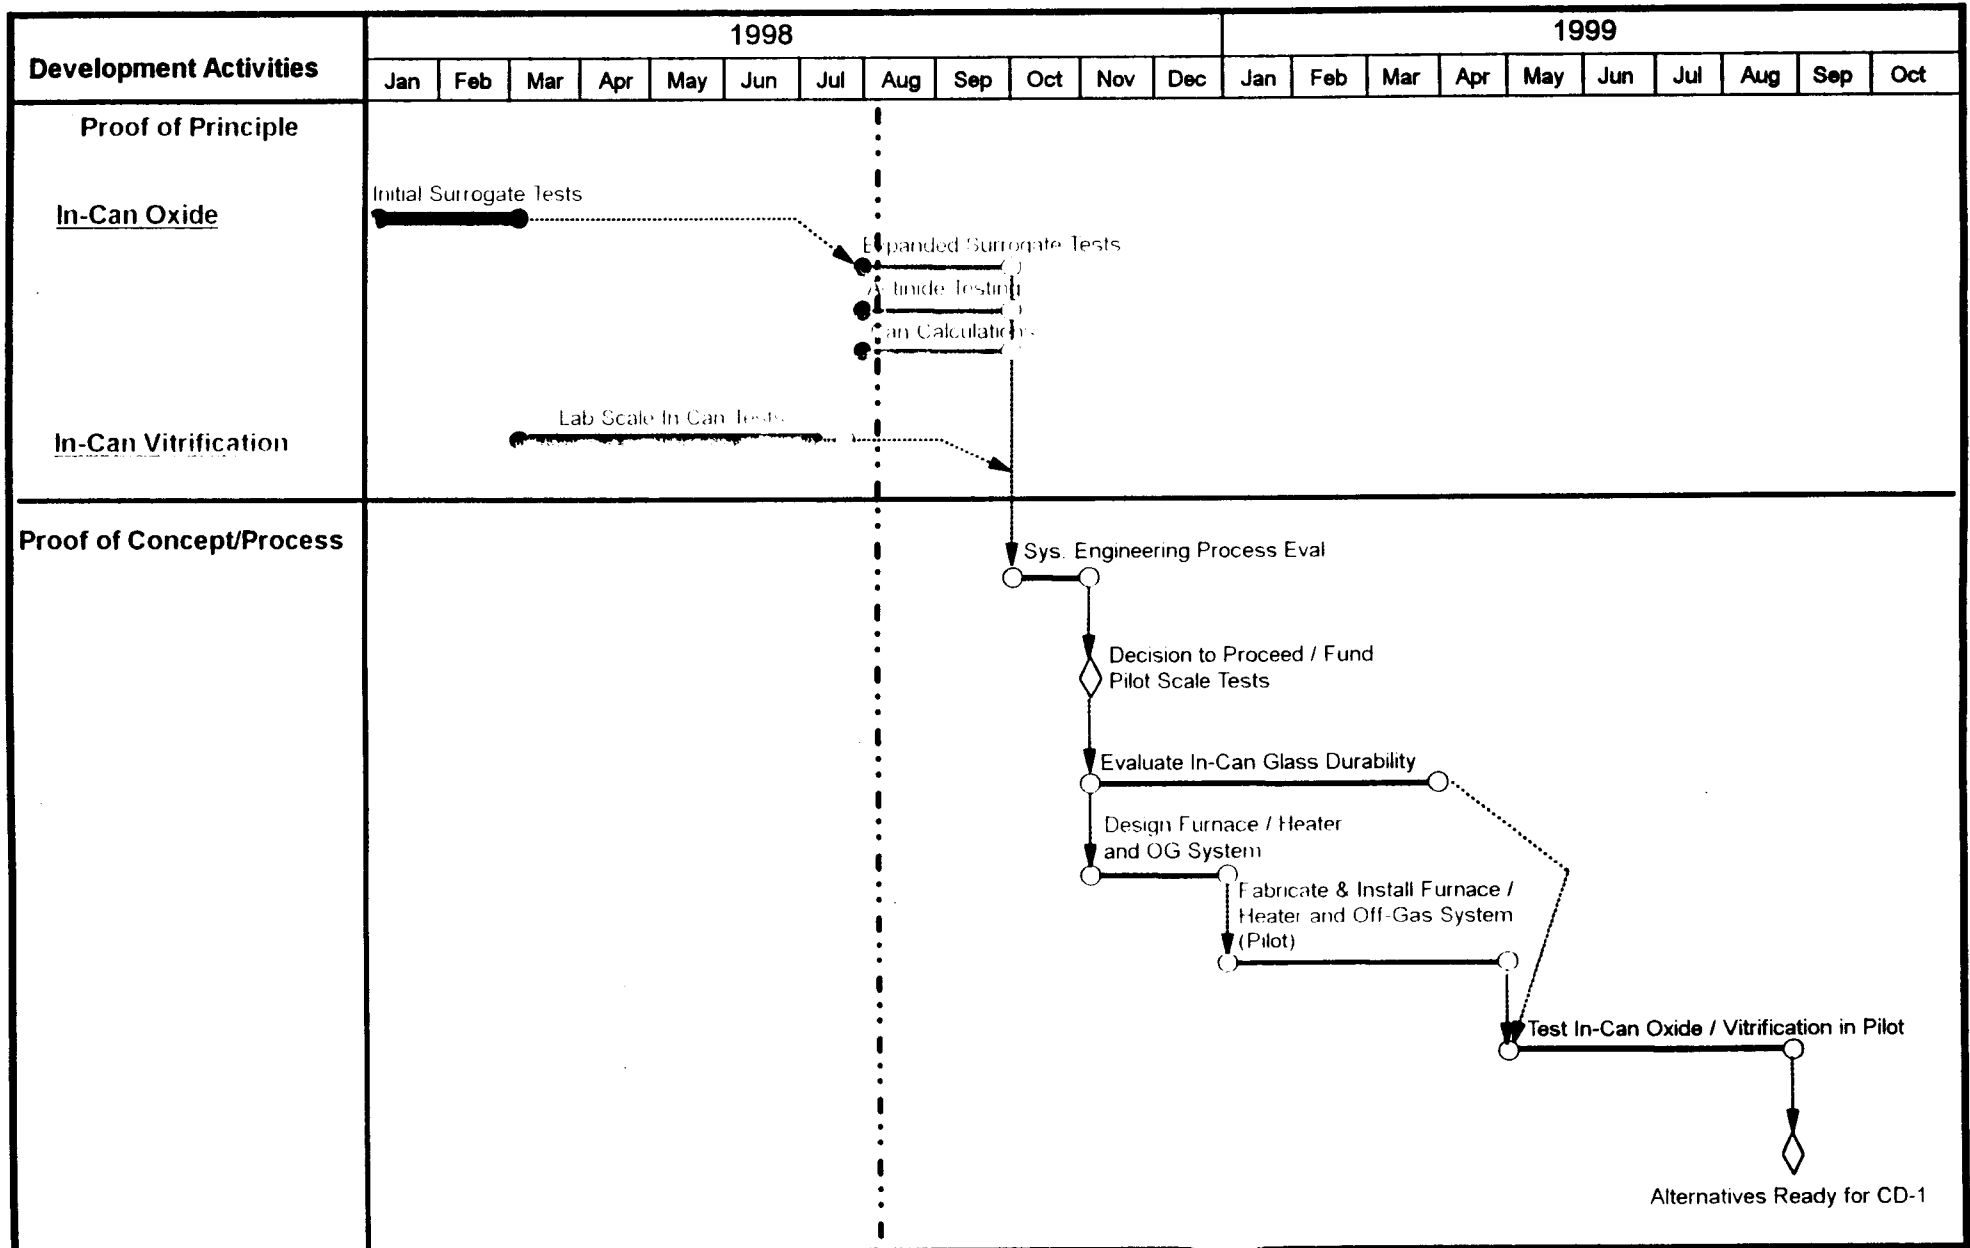 1998
1999
Development Activities
Jan Feb Mar Apr May Jun Jul Aug Sep Oct Nov Dec Jan Feb Mar Apr May Jun Jul Aug Sep Oct
Proof of Principle
Initial Surrogate Tests
In-Can Oxide
Expanded Surrogate Tests
Actinide Testing
Can Calculations
Lab Scale In Can Tests
In-Can Vitrification
Proof of Concept/Process
Sys. Engineering Process Eval
Decision to Proceed / Fund
Pilot Scale Tests
Evaluate In-Can Glass Durability
Design Furnace / Heater
and OG System
Fabricate & Install Furnace /
Heater and Off-Gas System
(Pilot)
Test In-Can Oxide / Vitrification in Pilot
Alternatives Ready for CD-1